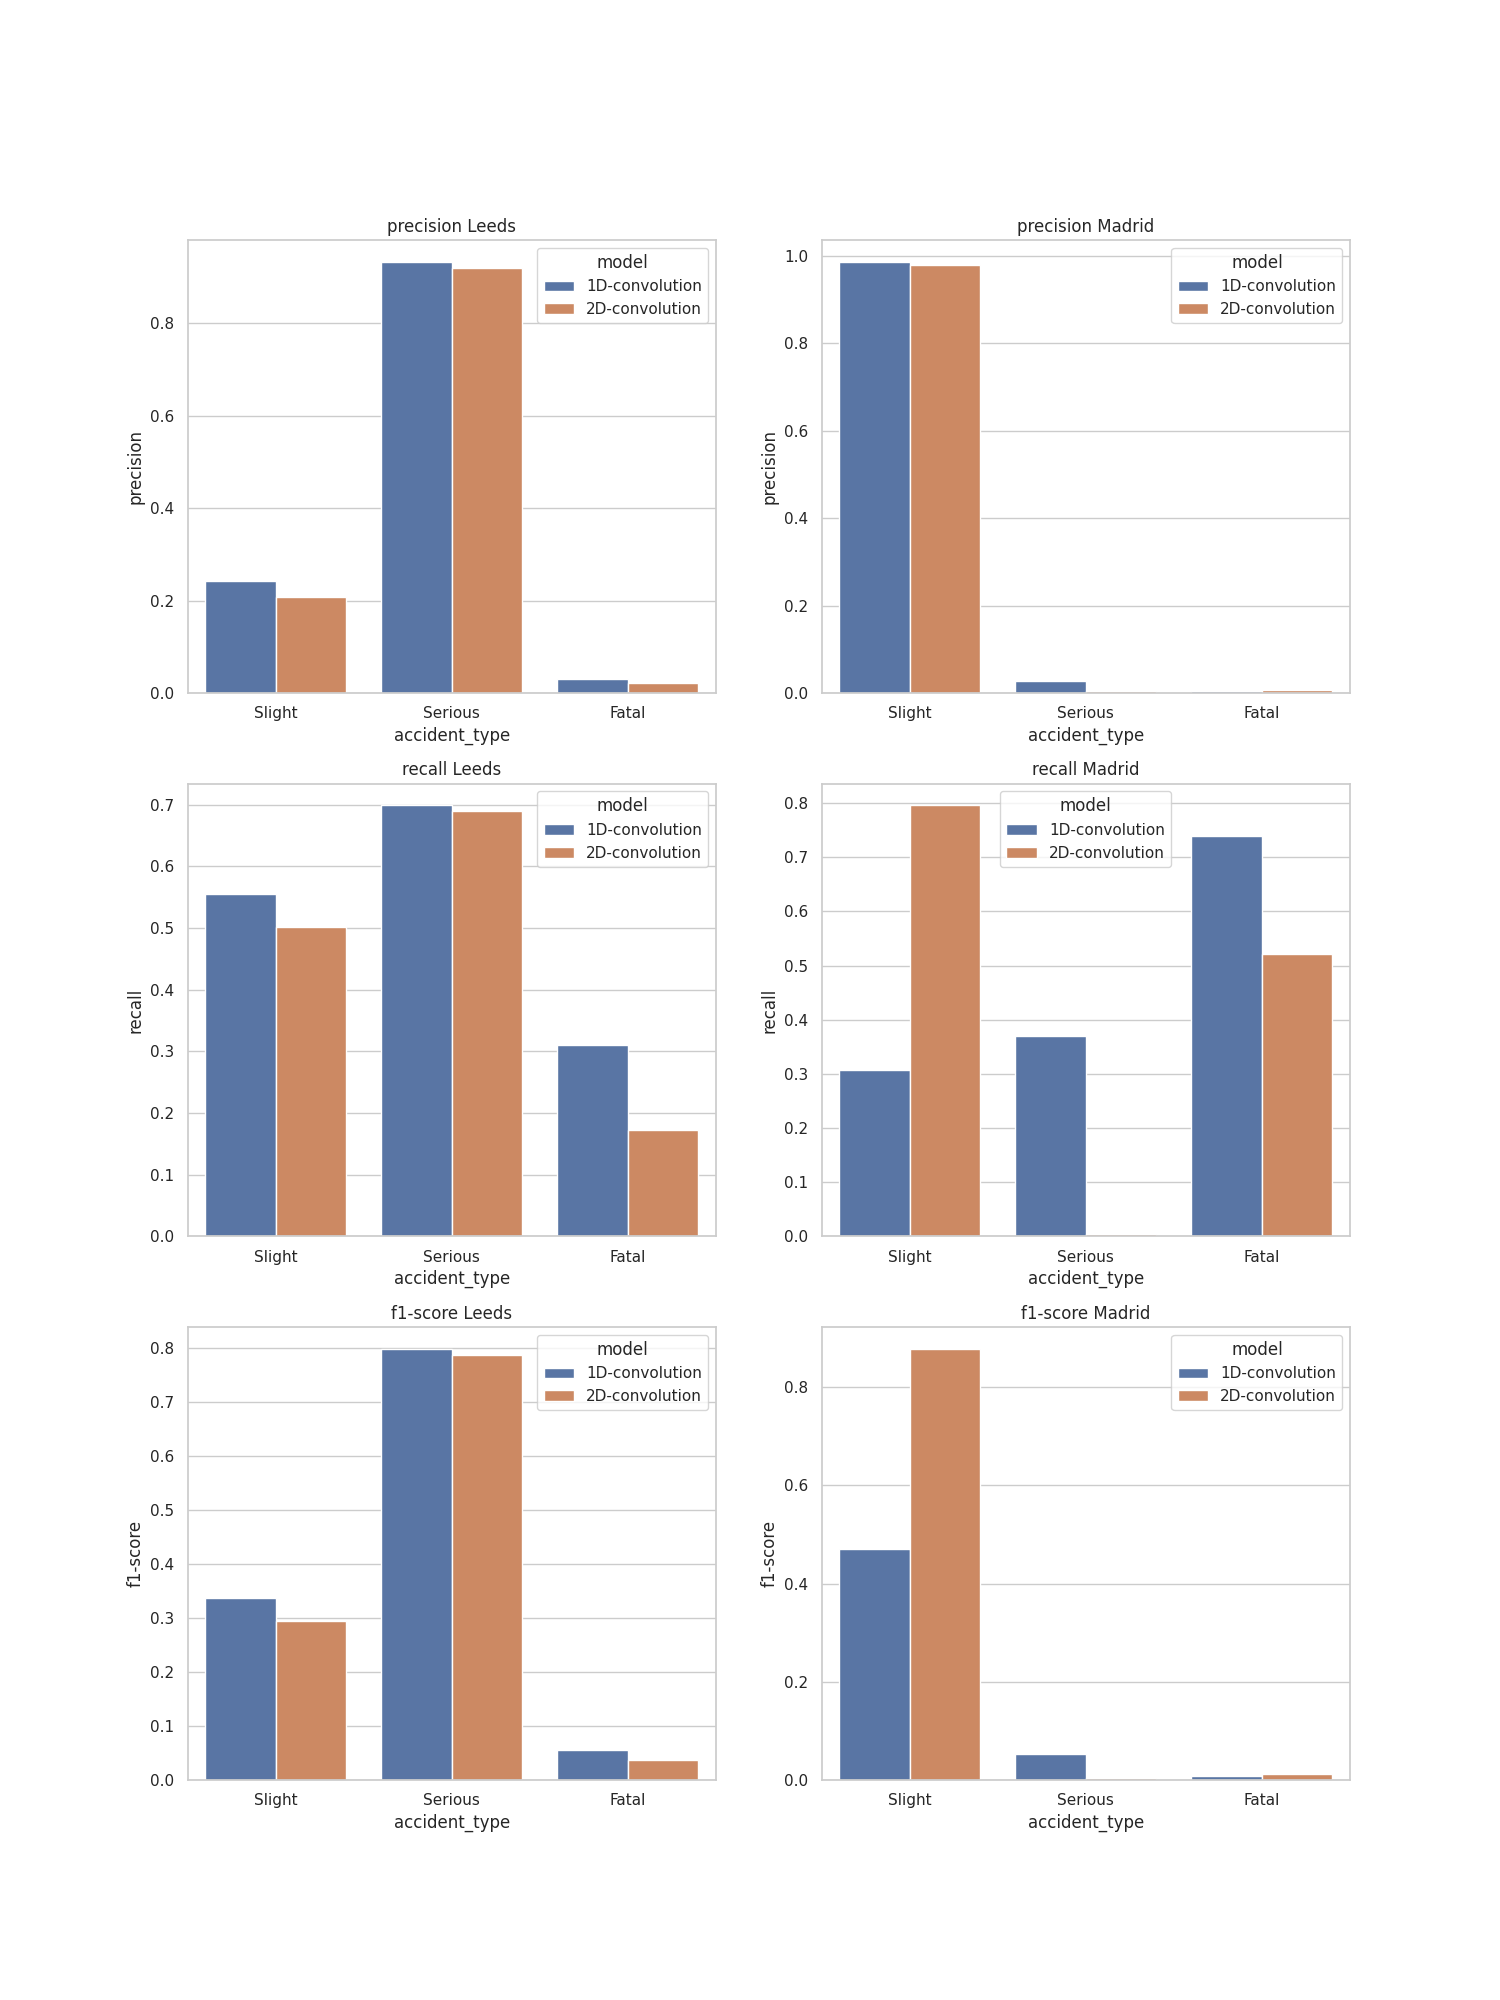 precision Leeds
model
1D-convolution
2D-convolution
0.8
0.6
0.4
0.2
0.0
precision
Slight Serious Fatal
accident_type
precision Madrid
model
1D-convolution
2D-convolution
1.0
0.8
0.6
0.4
0.2
0.0
precision
Slight Serious Fatal
accident_type
recall Leeds
model
1D-convolution
2D-convolution
0.7
0.6
0.5
0.4
0.3
0.2
0.1
0.0
recall
Slight Serious Fatal
accident_type
recall Madrid
model
1D-convolution
2D-convolution
0.8
0.7
0.6
0.5
0.4
0.3
0.2
0.1
0.0
recall
Slight Serious Fatal
accident_type
f1-score Leeds
model
1D-convolution
2D-convolution
0.8
0.7
0.6
0.5
0.4
0.3
0.2
0.1
0.0
f1-score
Slight Serious Fatal
accident_type
f1-score Madrid
model
1D-convolution
2D-convolution
0.8
0.6
0.4
0.2
0.0
f1-score
Slight Serious Fatal
accident_type